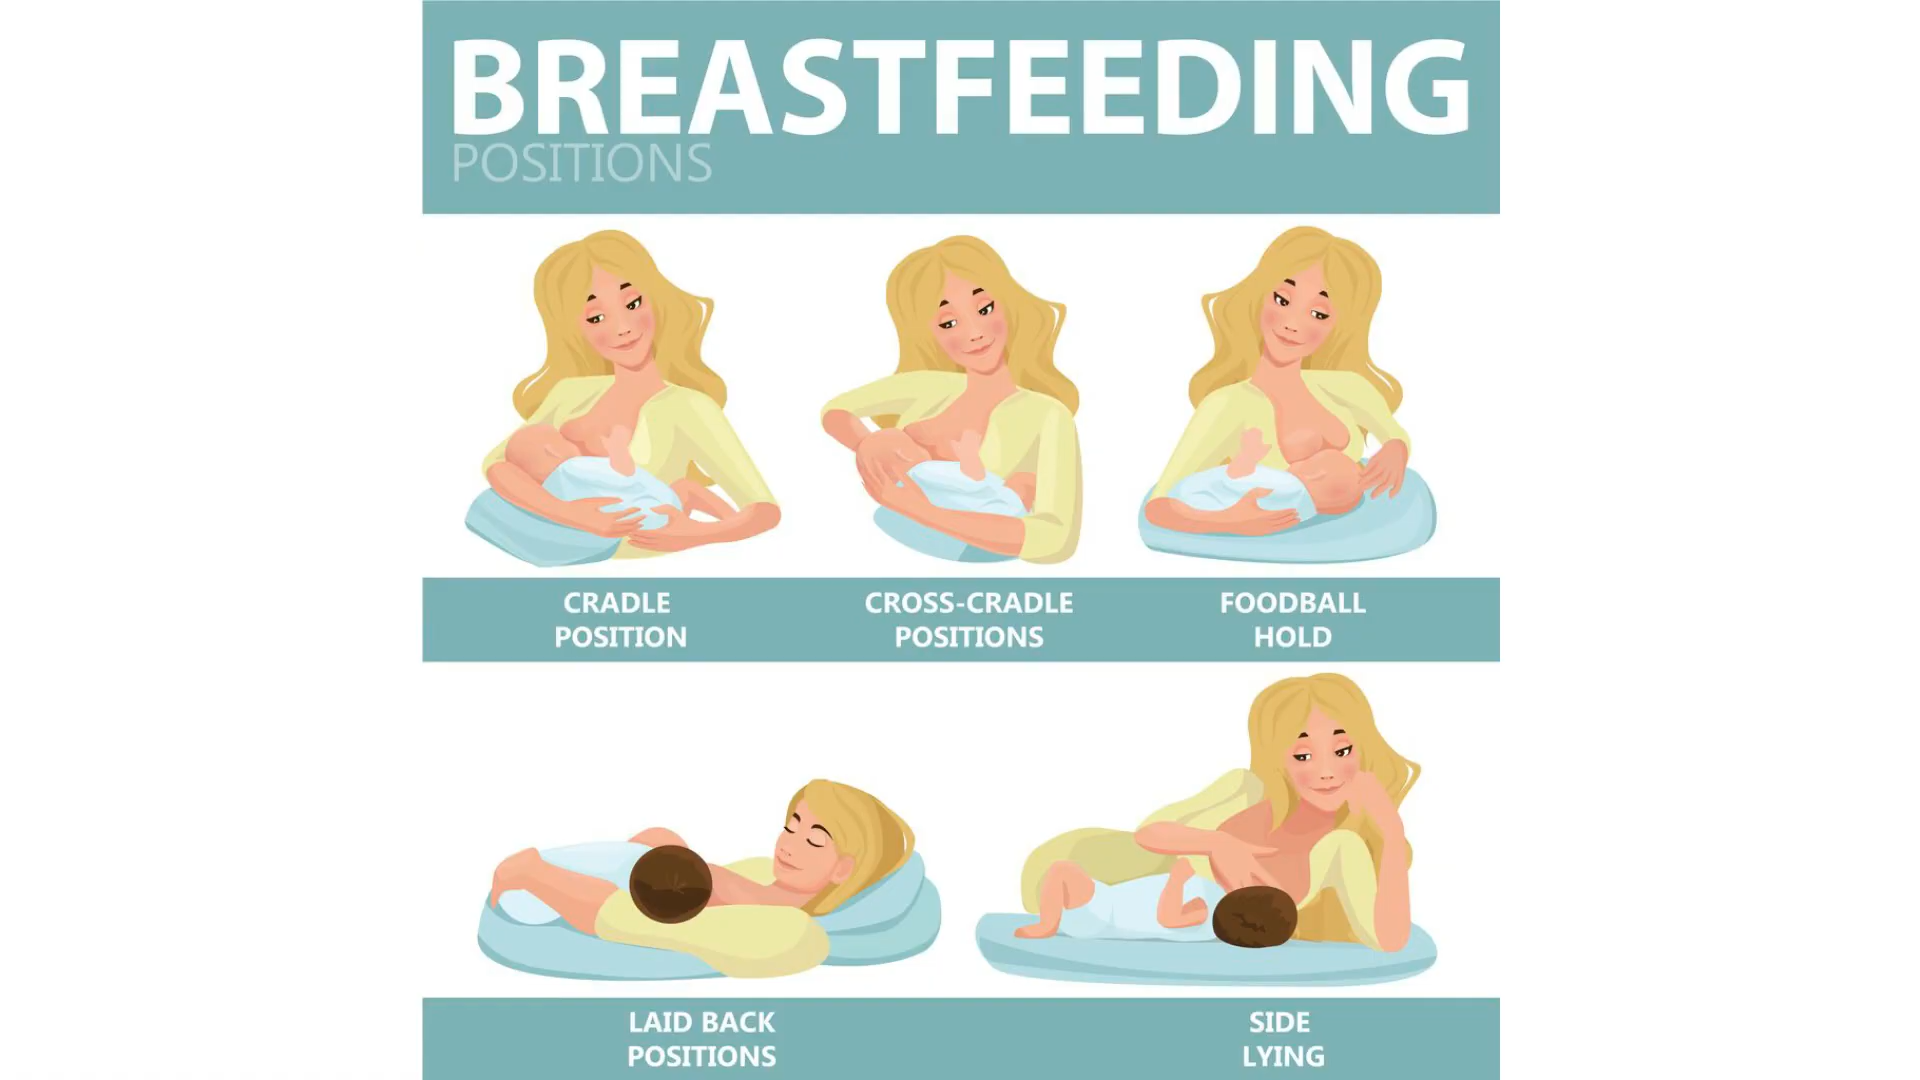 BREASTFEEDING
POSITIONS
CRADLE
POSITION
CROSS-CRADLE
POSITIONS
FOODBALL
HOLD
LAID BACK
POSITIONS
SIDE
LYING